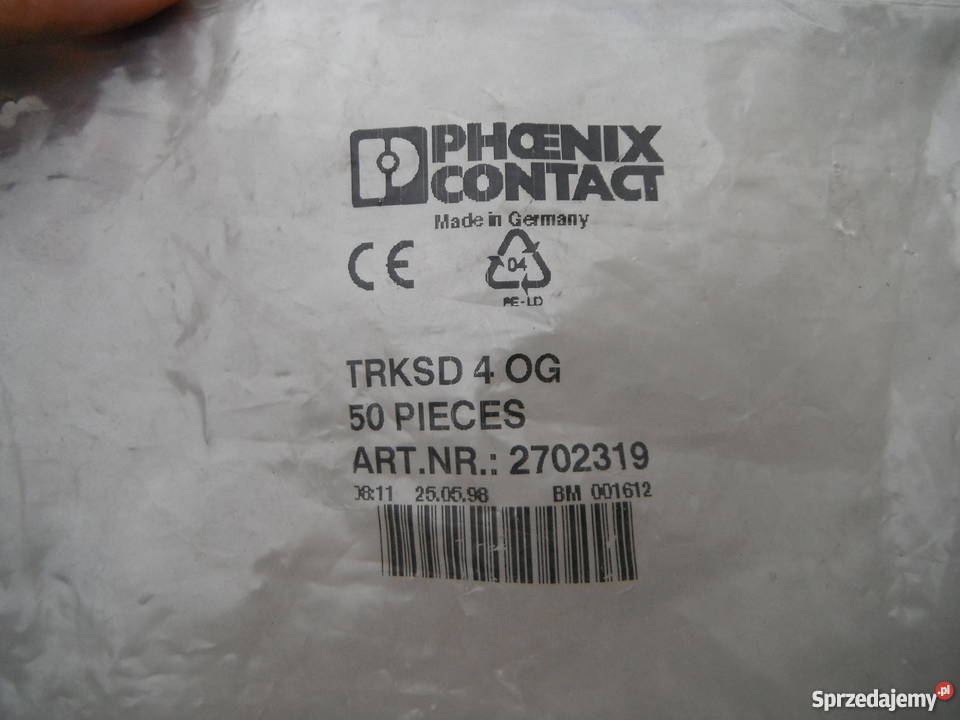 PHŒNIX
CONTACT
Made in Germany
CE
04
PE-LD
TRKSD 4 OG
50 PIECES
ART.NR.: 2702319
08:11 25.05.98 BM 001612
Sprzedajemy.pl